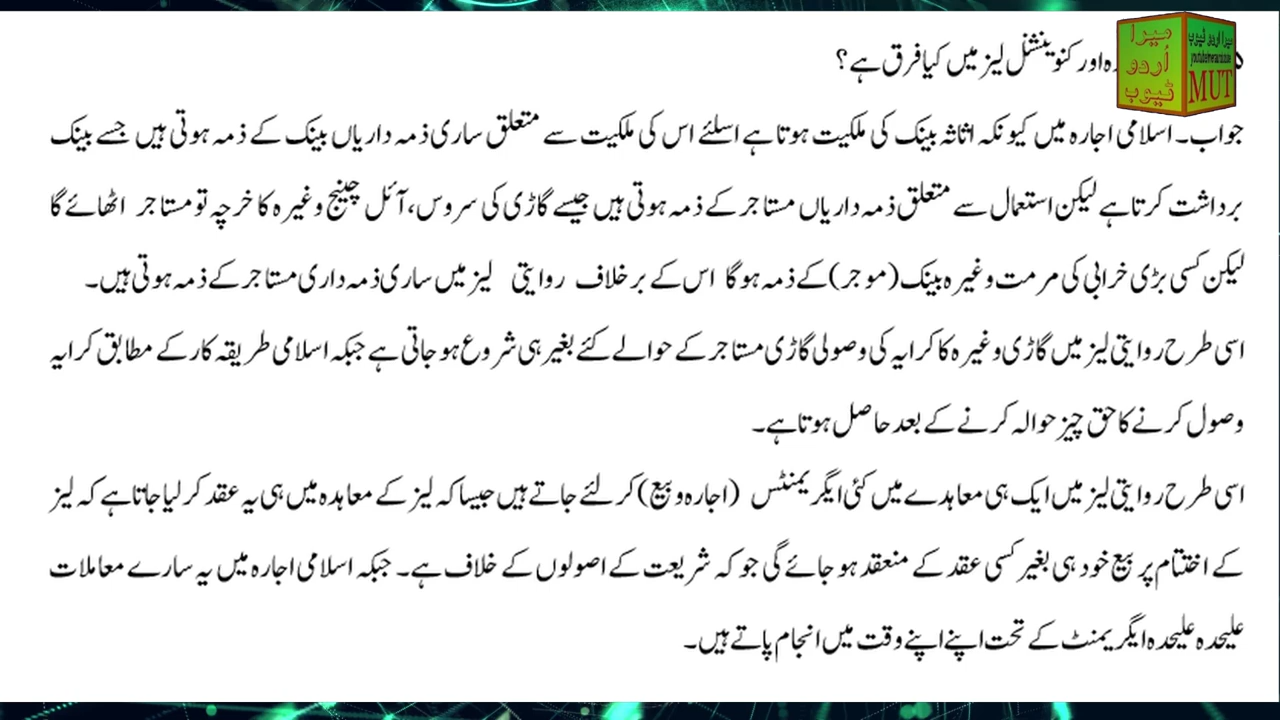 اور کنوینشنل لیز میں کیا فرق ہے؟
میرا
اُردو
ٹیوب
میرا اردو ٹیوب
MUT
جواب۔ اسلامی اجارہ میں کیونکہ اثاثہ بینک کی ملکیت ہوتا ہے اسلئے اس کی ملکیت سے متعلق ساری ذمہ داریاں بینک کے ذمہ ہوتی ہیں جسے بینک
برداشت کرتا ہے لیکن استعمال سے متعلق ذمہ داریاں مستاجر کے ذمہ ہوتی ہیں جیسے گاڑی کی سروس، آئل چینج وغیرہ کا خرچہ تو مستاجر اٹھائے گا
لیکن کسی بڑی خرابی کی مرمت وغیرہ بینک (موجر) کے ذمہ ہوگا اس کے برخلاف روایتی لیز میں ساری ذمہ داری مستاجر کے ذمہ ہوتی ہیں۔
اسی طرح روایتی لیز میں گاڑی وغیرہ کا کرایہ کی وصولی گاڑی مستاجر کے حوالے کئے بغیر ہی شروع ہوجاتی ہے جبکہ اسلامی طریقہ کار کے مطابق کرایہ
وصول کرنے کا حق چیز حوالہ کرنے کے بعد حاصل ہوتا ہے۔
اسی طرح روایتی لیز میں ایک ہی معاہدے میں کئی ایگریمنٹس (اجارہ و بیع) کر لئے جاتے ہیں جیسا کہ لیز کے معاہدہ میں ہی یہ عقد کر لیا جاتا ہے کہ لیز
کے اختتام پر بیع خود ہی بغیر کسی عقد کے منعقد ہو جائے گی جو کہ شریعت کے اصولوں کے خلاف ہے۔ جبکہ اسلامی اجارہ میں یہ سارے معاملات
علیحدہ علیحدہ ایگریمنٹ کے تحت اپنے اپنے وقت میں انجام پاتے ہیں۔